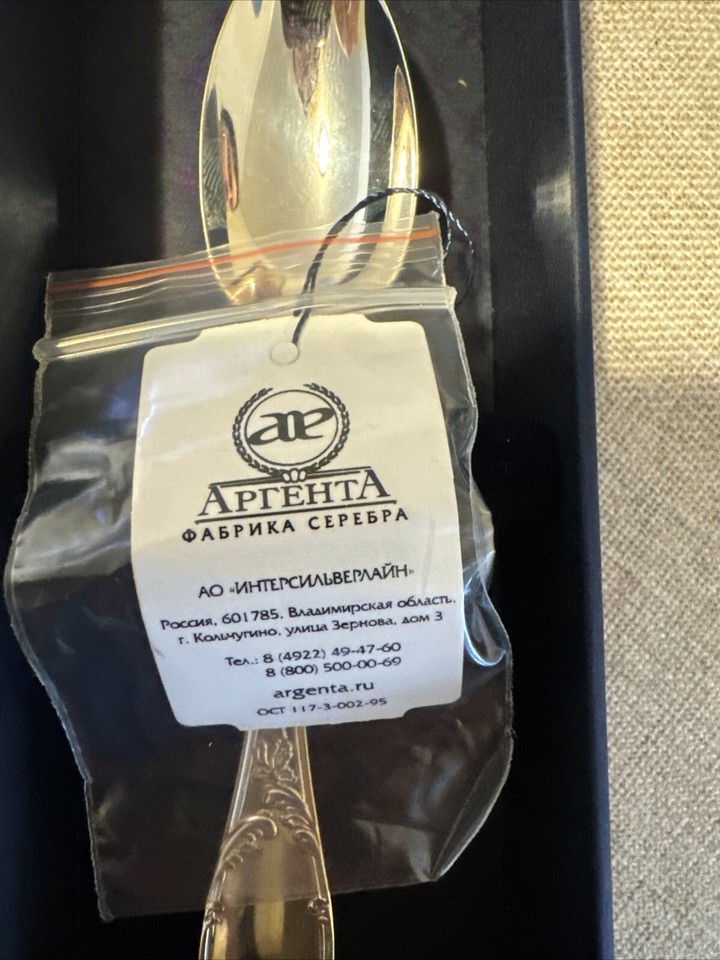 ае
АРГЕНТА
ФАБРИКА СЕРЕБРА
АО «ИНТЕРСИЛЬВЕРЛАЙН»
Россия, 601785, Владимирская область,
г. Кольчугино, улица Зернова, дом 3
Тел.: 8 (4922) 49-47-60
8 (800) 500-00-69
argenta.ru
ОСТ 117-3-002-95